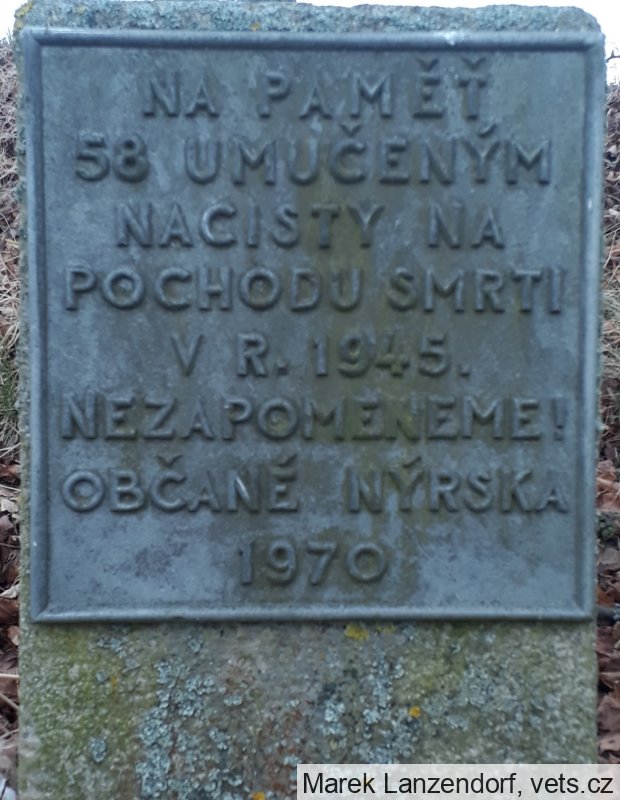 NA PAMĚŤ
58 UMUČENÝM
NACISTY NA
POCHODU SMRTI
V R. 1945.
NEZAPOMENEME!
OBČANÉ NÝRSKA
1970
Marek Lanzendorf, vets.cz